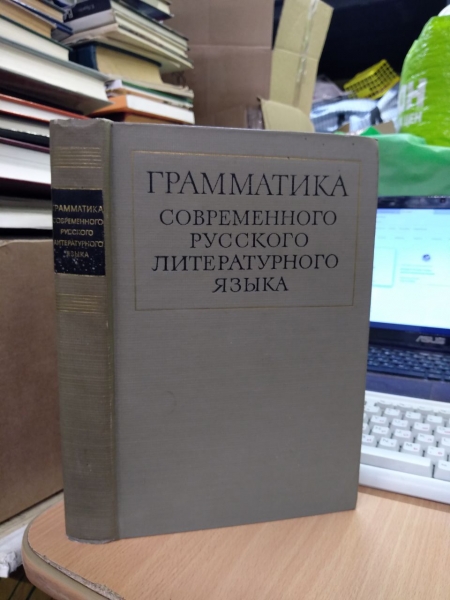 ГРАММАТИКА
СОВРЕМЕННОГО
РУССКОГО
ЛИТЕРАТУРНОГО
ЯЗЫКА
ГРАММАТИКА
СОВРЕМЕННОГО
РУССКОГО
ЛИТЕРАТУРНОГО
ЯЗЫКА
ASUS